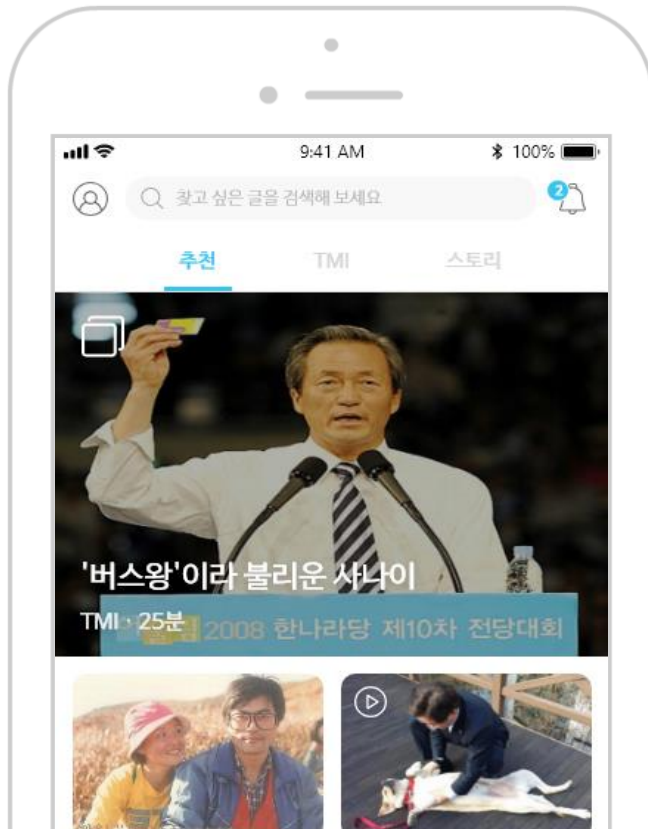 9:41 AM
100%
찾고 싶은 글을 검색해 보세요
2
추천
TMI
스토리
'버스왕'이라 불리운 사나이
TMI · 25분
2008 한나라당 제10차 전당대회